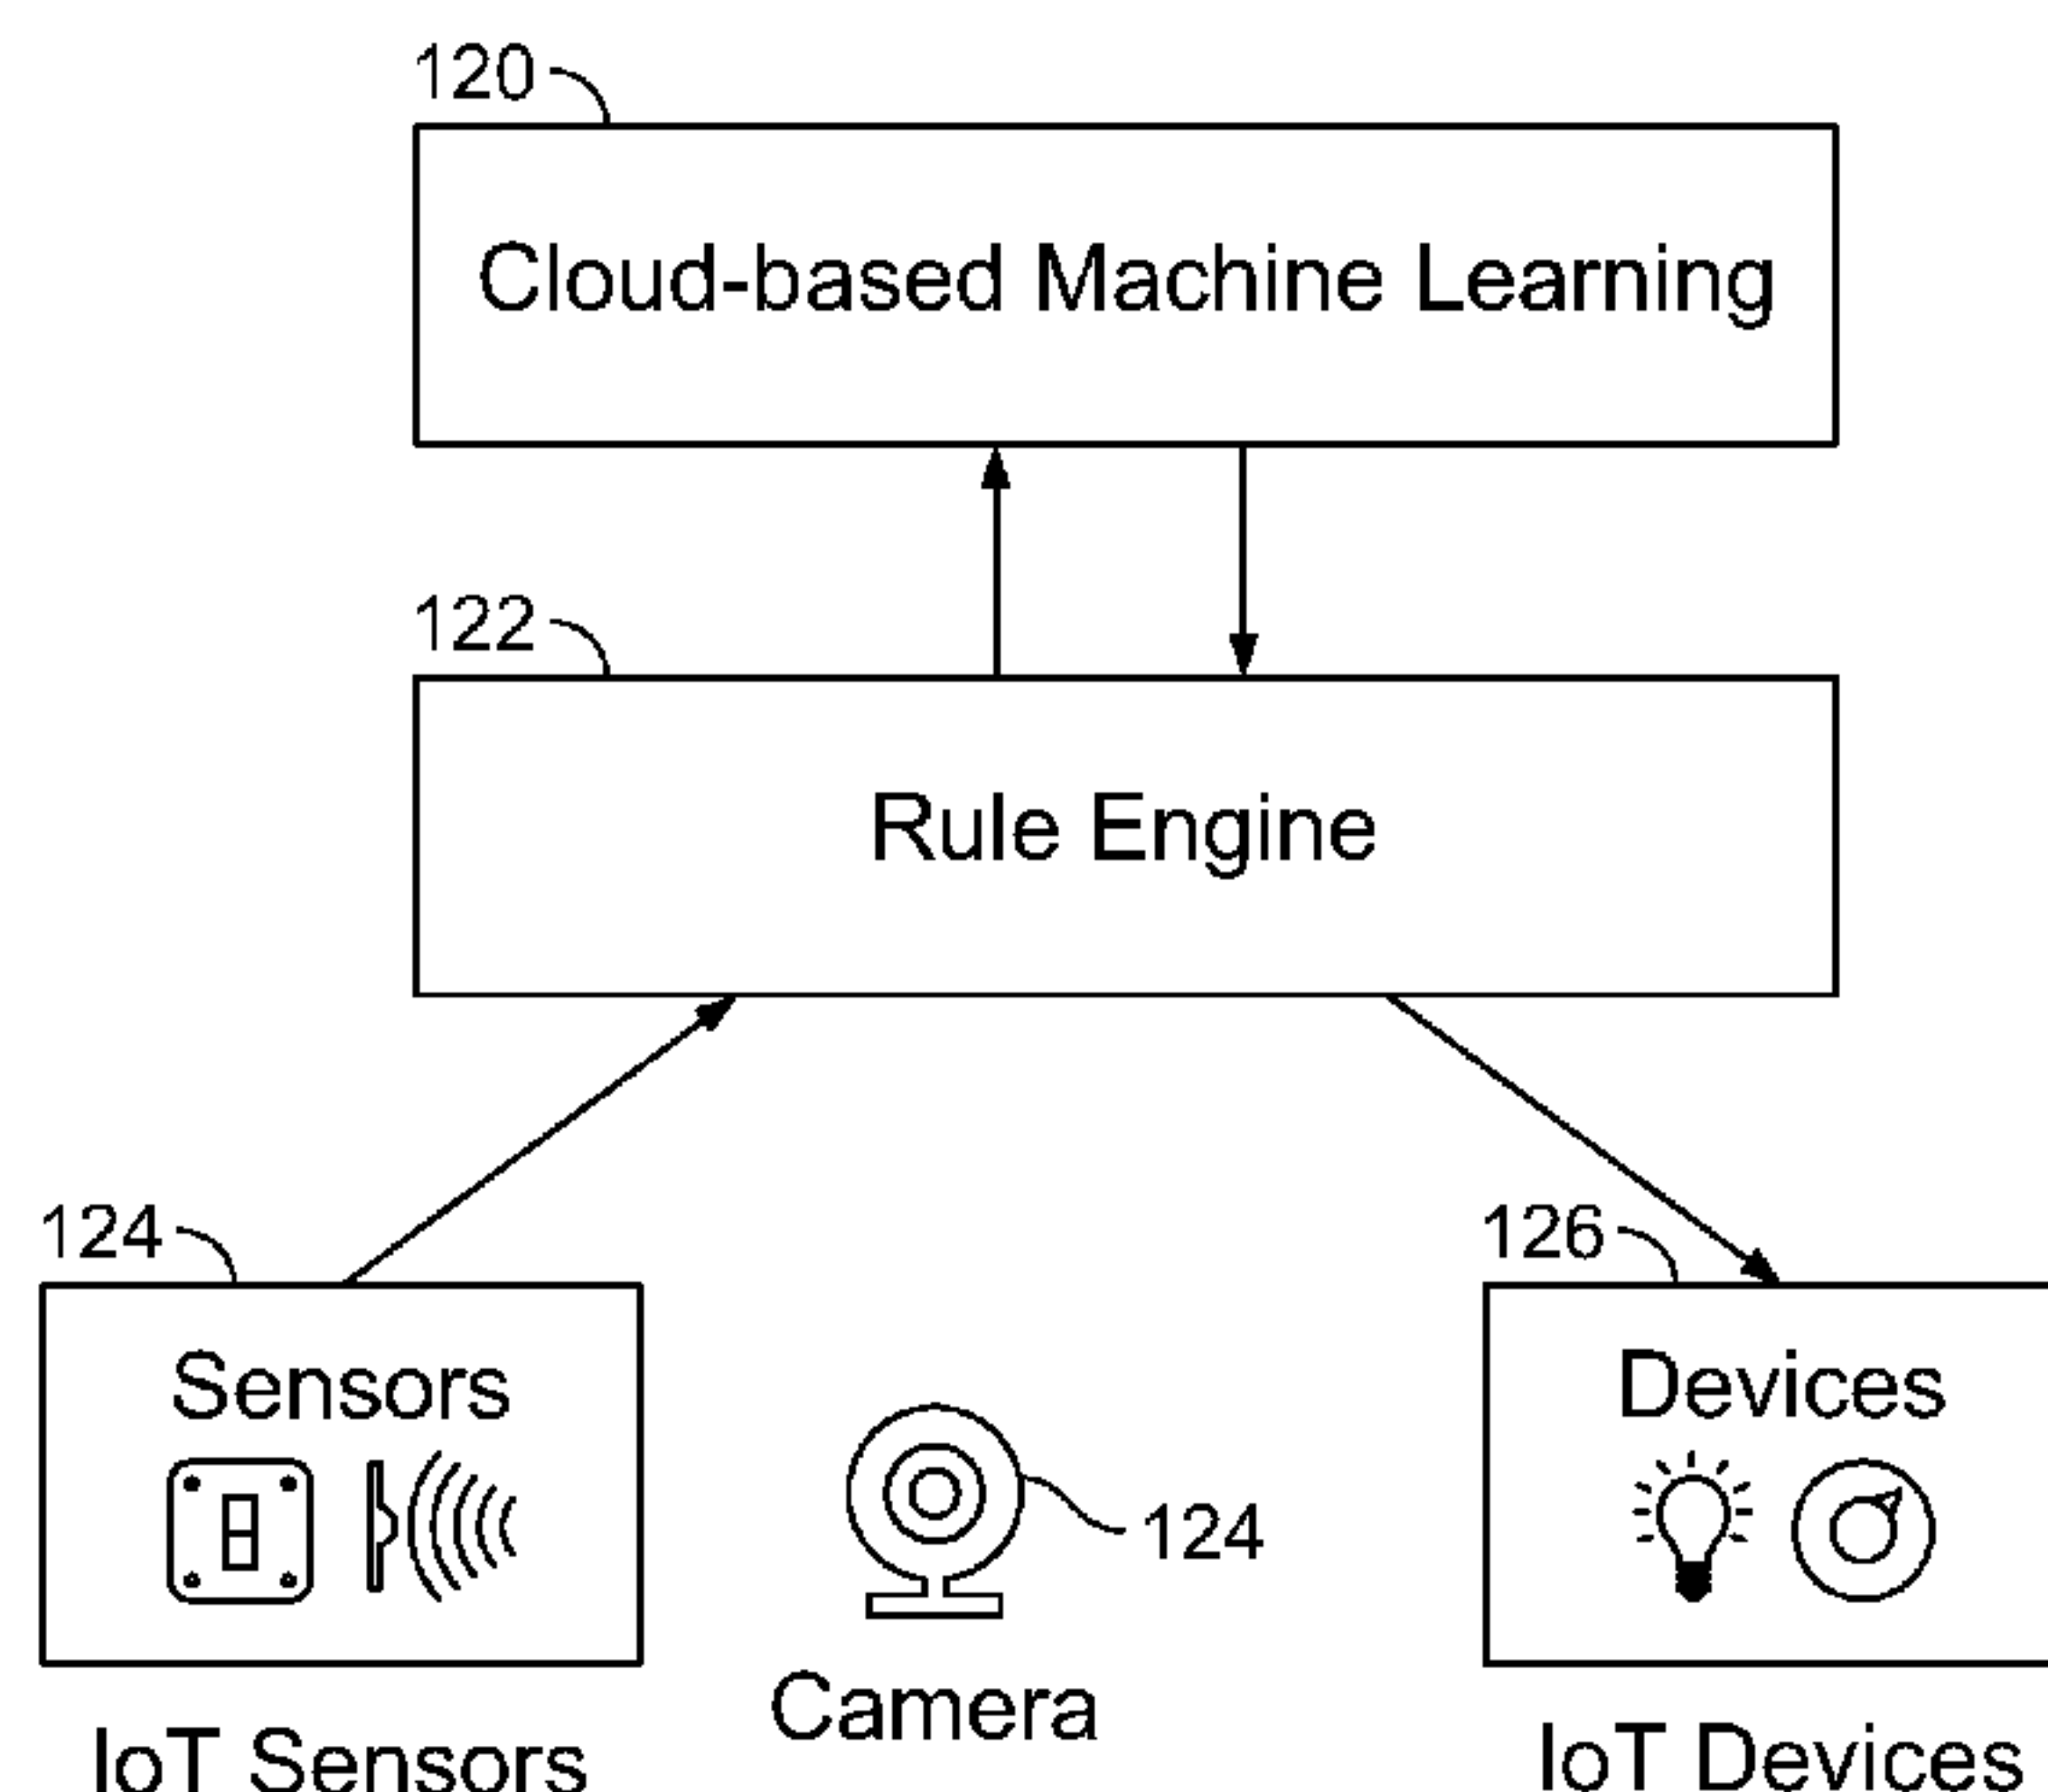 120
Cloud-based Machine Learning
122
Rule Engine
124
126
Sensors
Devices
124
Camera
IoT Sensors
IoT Devices